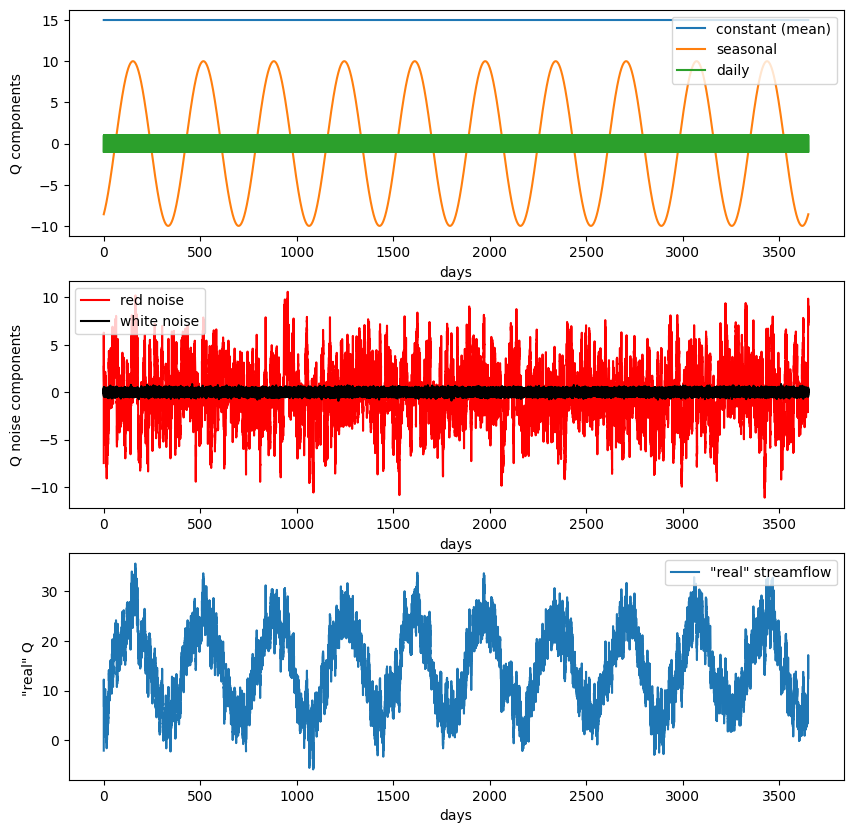 15
10
5
0
−5
−10
Q components
constant (mean)
seasonal
daily
0 500 1000 1500 2000 2500 3000 3500
days
10
5
0
−5
−10
Q noise components
red noise
white noise
0 500 1000 1500 2000 2500 3000 3500
days
30
20
10
0
"real" Q
"real" streamflow
0 500 1000 1500 2000 2500 3000 3500
days